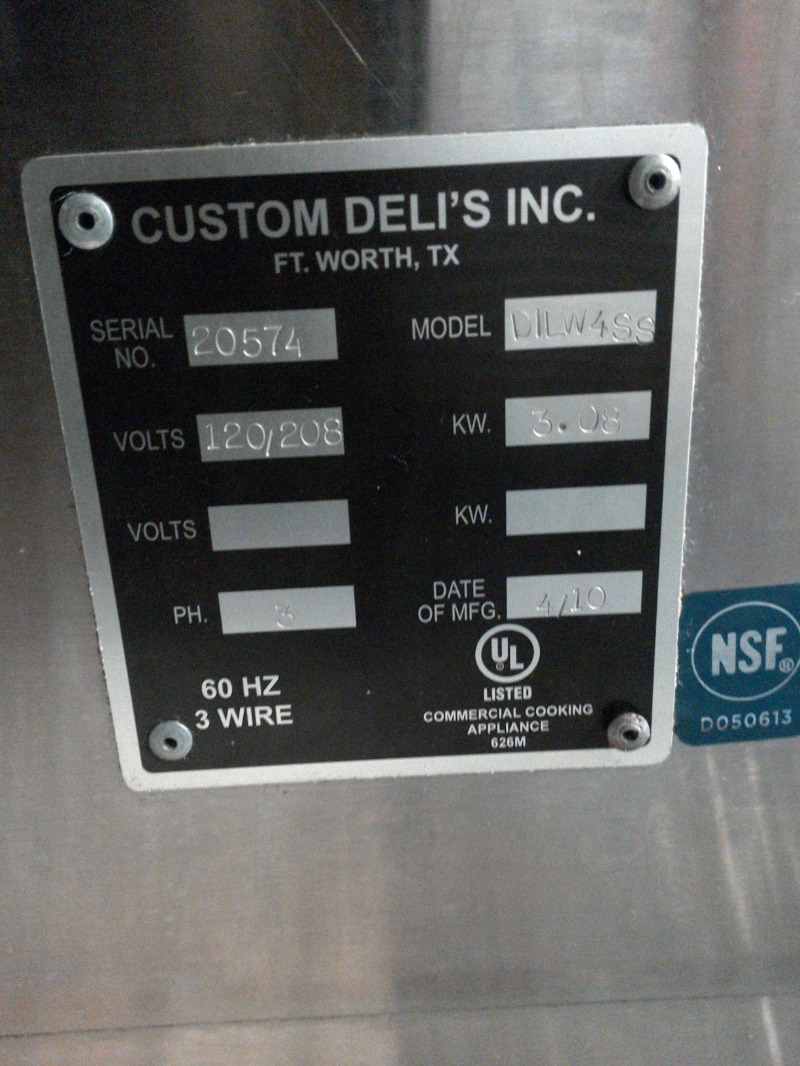 CUSTOM DELI'S INC.
FT. WORTH, TX
SERIAL NO. 20574
MODEL DILW4SS
VOLTS 120/208
KW. 3.08
VOLTS
KW.
PH. 3
DATE OF MFG. 4/10
60 HZ
3 WIRE
UL
LISTED
COMMERCIAL COOKING
APPLIANCE
626M
NSF®
D050613